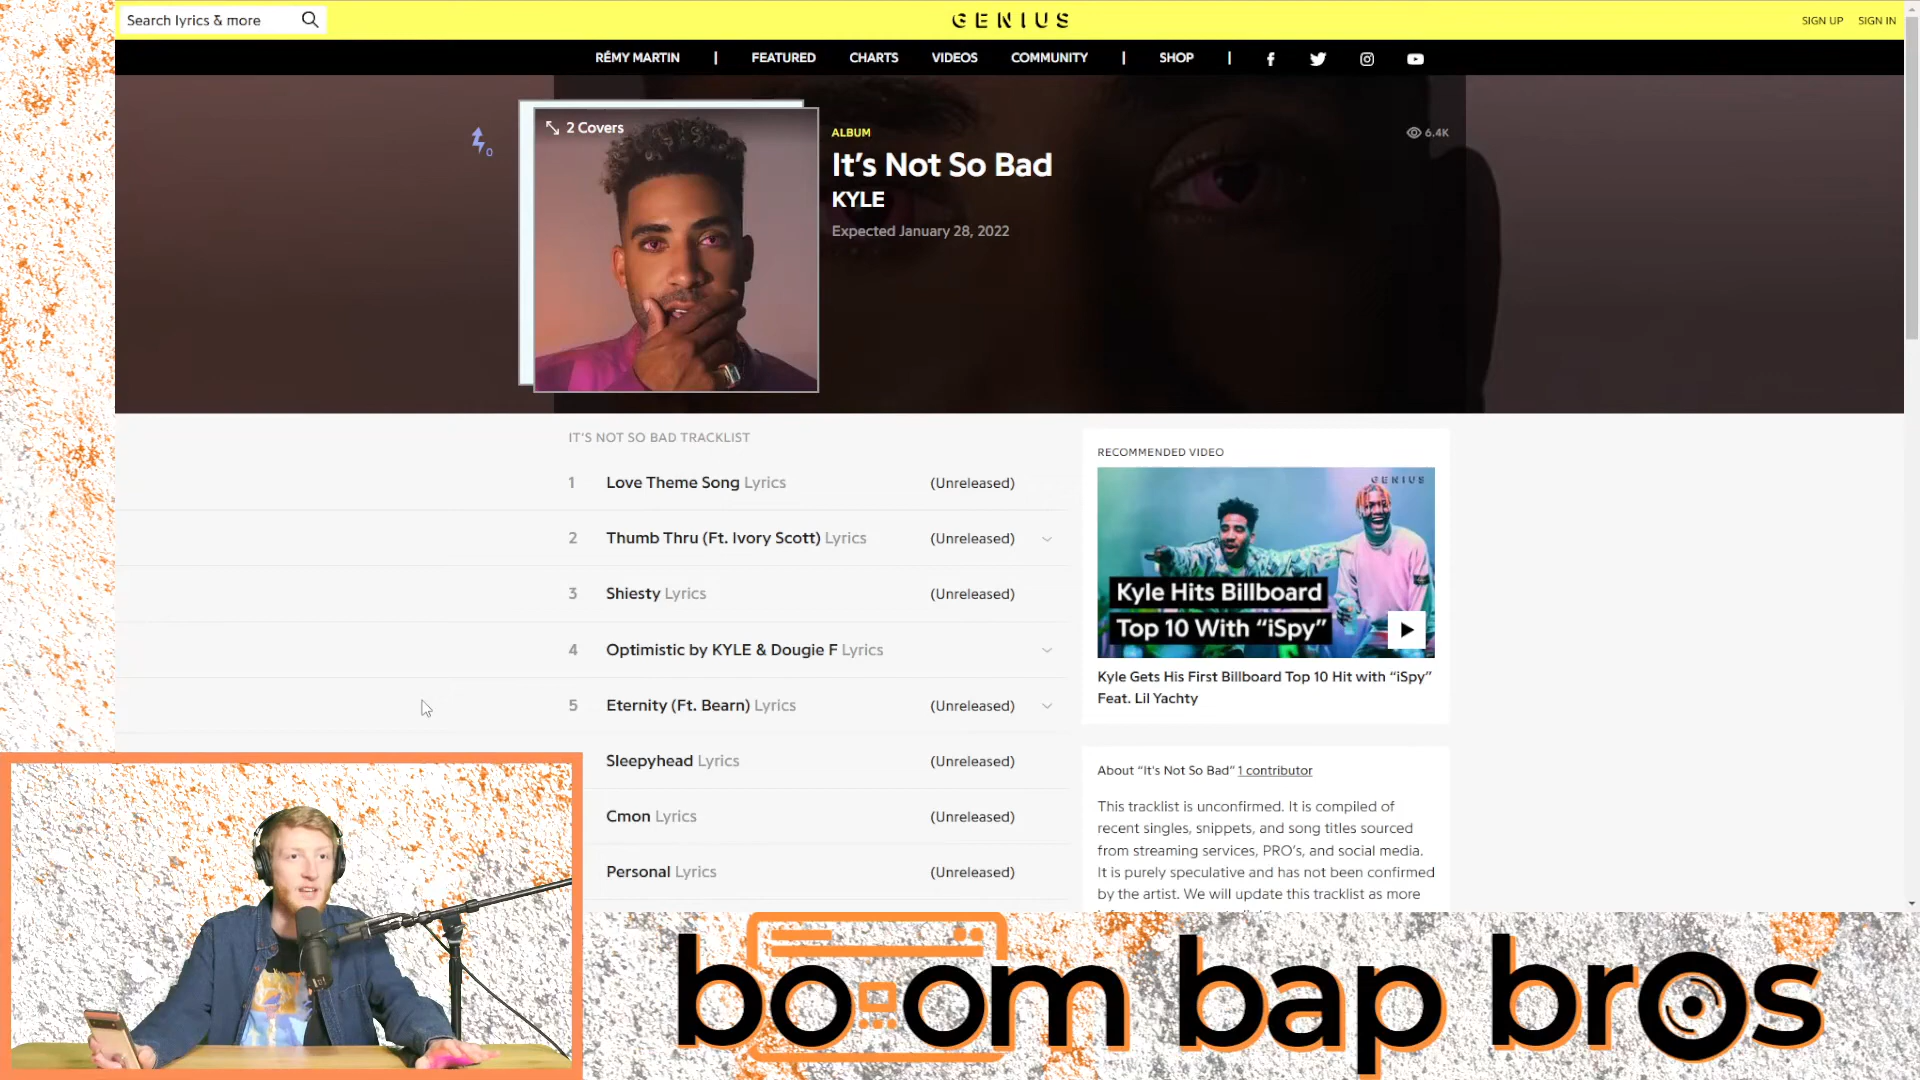 Search lyrics & more
GENIUS
SIGN UP
SIGN IN
RÉMY MARTIN | FEATURED CHARTS VIDEOS COMMUNITY | SHOP |
2 Covers
0
ALBUM
6.4K
It's Not So Bad
KYLE
Expected January 28, 2022
IT'S NOT SO BAD TRACKLIST
1 Love Theme Song Lyrics (Unreleased)
2 Thumb Thru (Ft. Ivory Scott) Lyrics (Unreleased)
3 Shiesty Lyrics (Unreleased)
4 Optimistic by KYLE & Dougie F Lyrics
5 Eternity (Ft. Bearn) Lyrics (Unreleased)
Sleepyhead Lyrics (Unreleased)
Cmon Lyrics (Unreleased)
Personal Lyrics (Unreleased)
RECOMMENDED VIDEO
GENIUS
Kyle Hits Billboard
Top 10 With “iSpy”
Kyle Gets His First Billboard Top 10 Hit with “iSpy”
Feat. Lil Yachty
About “It's Not So Bad” 1 contributor
This tracklist is unconfirmed. It is compiled of
recent singles, snippets, and song titles sourced
from streaming services, PRO's, and social media.
It is purely speculative and has not been confirmed
by the artist. We will update this tracklist as more
boom bap bros